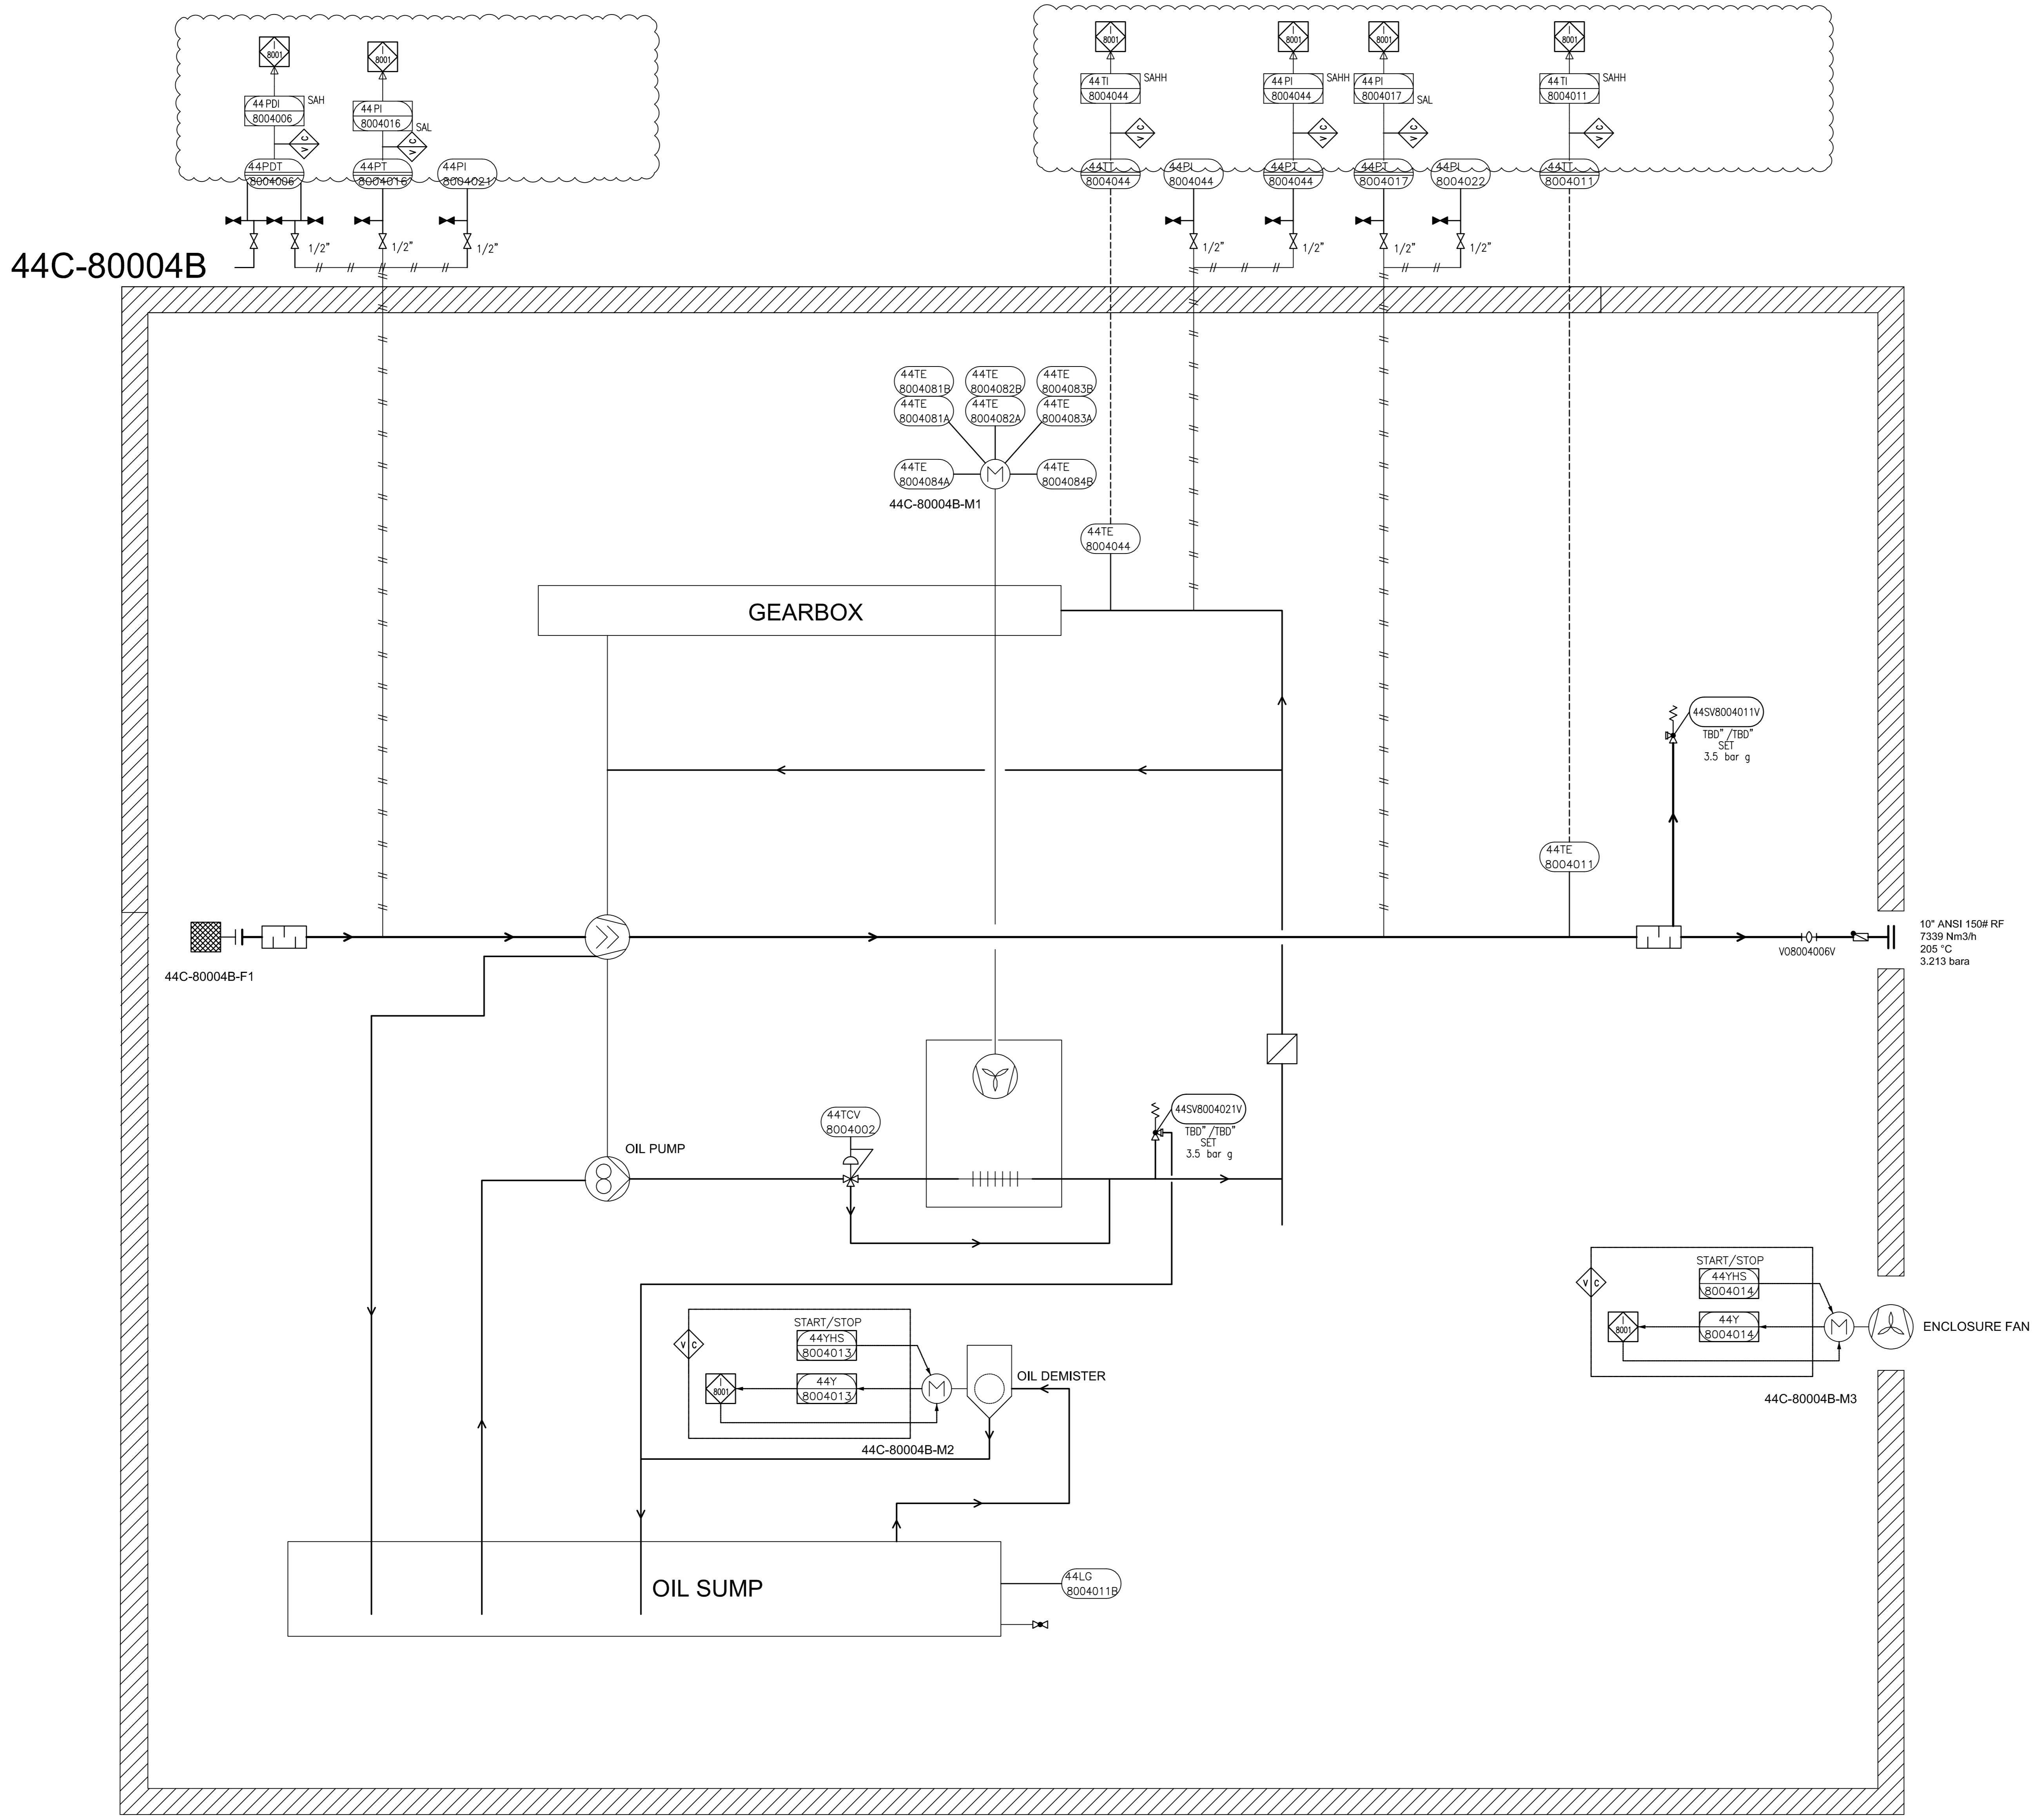 I
8001
I
8001
44 PDI
8004006
SAH
44 PI
8004016
SAL
V C
V C
44PDT
8004006
44PT
8004016
44PI
8004021
1/2"
1/2"
1/2"
I
8001
I
8001
I
8001
I
8001
44 TI
8004044
SAHH
44 PI
8004044
SAHH
44 PI
8004017
SAL
44 TI
8004011
SAHH
V C
V C
V C
V C
44TT
8004044
44PI
8004044
44PT
8004044
44PT
8004017
44PI
8004022
44TT
8004011
1/2"
1/2"
1/2"
1/2"
44C-80004B
44TE
8004081B
44TE
8004082B
44TE
8004083B
44TE
8004081A
44TE
8004082A
44TE
8004083A
44TE
8004084A
M
44TE
8004084B
44C-80004B-M1
44TE
8004044
GEARBOX
44SV8004011V
TBD"/TBD"
SET
3.5 bar g
44TE
8004011
44C-80004B-F1
VO8004006V
10" ANSI 150# RF
7339 Nm3/h
205 °C
3.213 bara
44TCV
8004002
OIL PUMP
44SV8004021V
TBD"/TBD"
SET
3.5 bar g
START/STOP
44YHS
8004013
V C
I
8001
44Y
8004013
M
OIL DEMISTER
44C-80004B-M2
START/STOP
44YHS
8004014
V C
I
8001
44Y
8004014
M
ENCLOSURE FAN
44C-80004B-M3
OIL SUMP
44LG
8004011B